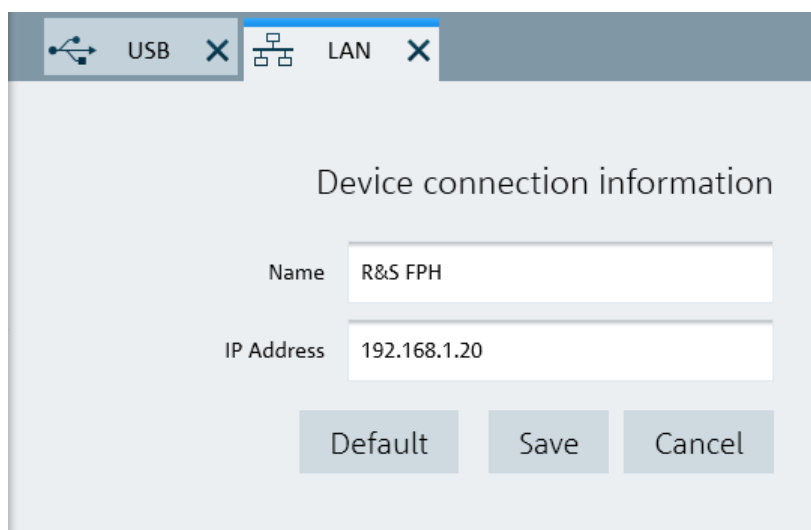 USB LAN
Device connection information
Name R&S FPH
IP Address 192.168.1.20
Default Save Cancel